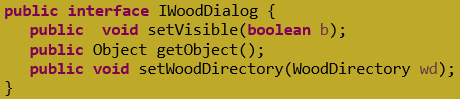 public interface IWoodDialog {
   public  void setVisible(boolean b);
   public Object getObject();
   public void setWoodDirectory(WoodDirectory wd);
}